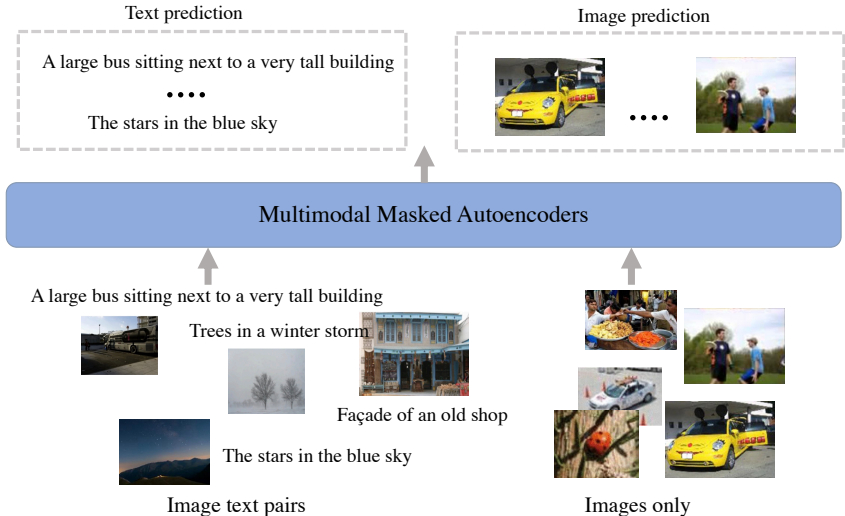 Text prediction
Image prediction
A large bus sitting next to a very tall building
....
The stars in the blue sky
....
Multimodal Masked Autoencoders
A large bus sitting next to a very tall building
Trees in a winter storm
Façade of an old shop
The stars in the blue sky
Image text pairs
Images only